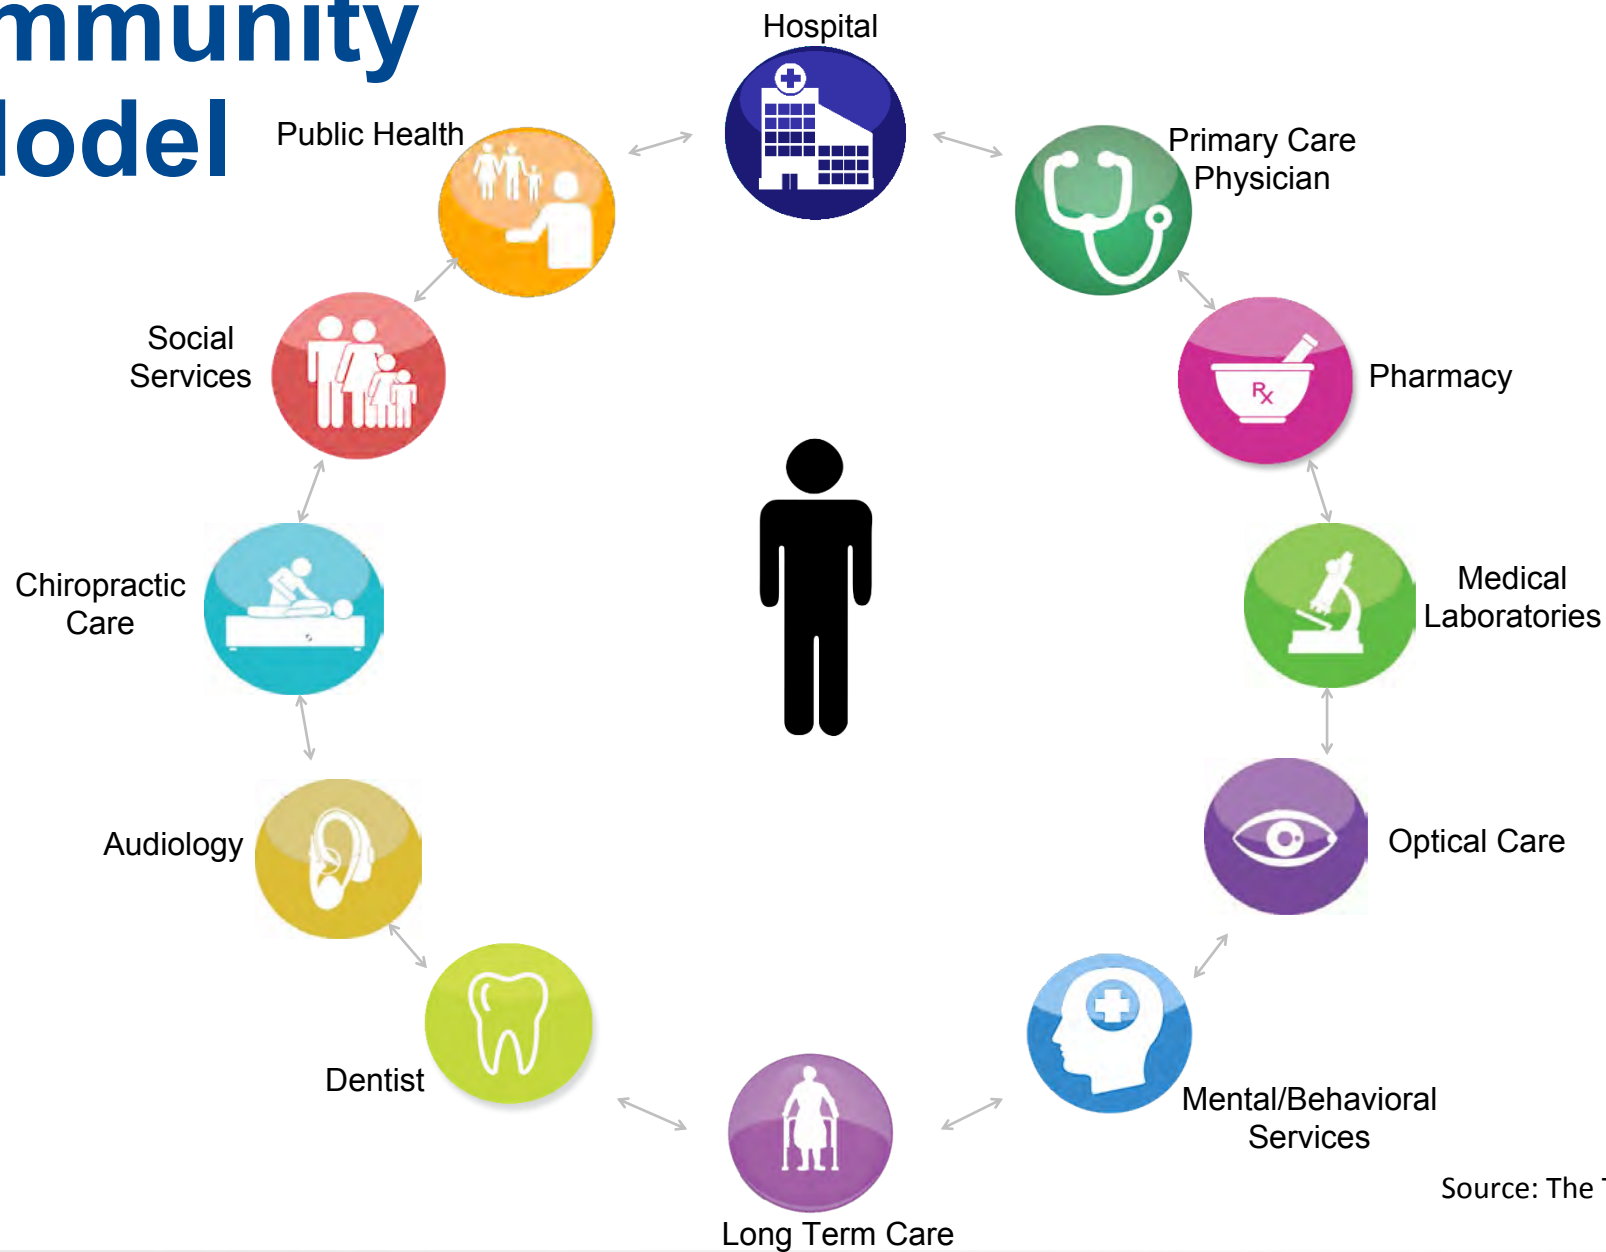 mmunity
odel
Hospital
Public Health
Primary Care
Physician
Social
Services
Pharmacy
Rx
Chiropractic
Care
Medical
Laboratories
Audiology
Optical Care
Dentist
Mental/Behavioral
Services
Long Term Care
Source: The